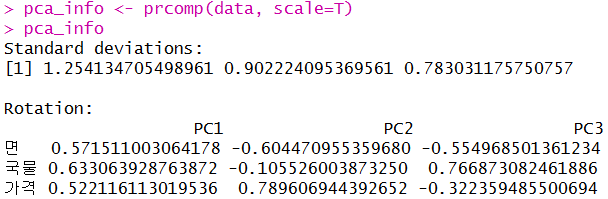 > pca_info <- prcomp(data, scale=T)
> pca_info
Standard deviations:
[1] 1.254134705498961 0.902224095369561 0.783031175750757
Rotation:
PC1 PC2 PC3
면 0.571511003064178 -0.604470955359680 -0.554968501361234
국물 0.633063928763872 -0.105526003873250 0.766873082461886
가격 0.522116113019536 0.789606944392652 -0.322359485500694